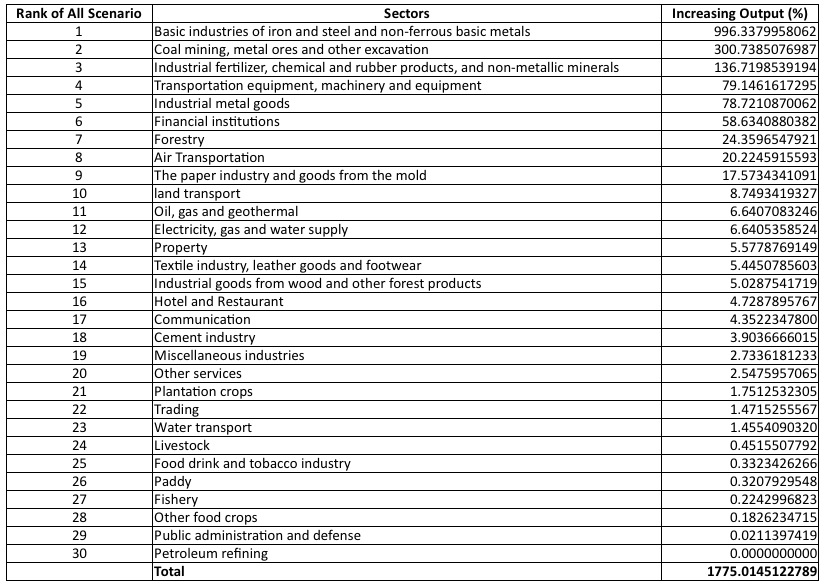 Rank of All Scenario Sectors Increasing Output (%)
1 Basic industries of iron and steel and non-ferrous basic metals 996.3379958062
2 Coal mining, metal ores and other excavation 300.7385076987
3 Industrial fertilizer, chemical and rubber products, and non-metallic minerals 136.7198539194
4 Transportation equipment, machinery and equipment 79.1461617295
5 Industrial metal goods 78.7210870062
6 Financial institutions 58.6340880382
7 Forestry 24.3596547921
8 Air Transportation 20.2245915593
9 The paper industry and goods from the mold 17.5734341091
10 land transport 8.7493419327
11 Oil, gas and geothermal 6.6407083246
12 Electricity, gas and water supply 6.6405358524
13 Property 5.5778769149
14 Textile industry, leather goods and footwear 5.4450785603
15 Industrial goods from wood and other forest products 5.0287541719
16 Hotel and Restaurant 4.7287895767
17 Communication 4.3522347800
18 Cement industry 3.9036666015
19 Miscellaneous industries 2.7336181233
20 Other services 2.5475957065
21 Plantation crops 1.7512532305
22 Trading 1.4715255567
23 Water transport 1.4554090320
24 Livestock 0.4515507792
25 Food drink and tobacco industry 0.3323426266
26 Paddy 0.3207929548
27 Fishery 0.2242996823
28 Other food crops 0.1826234715
29 Public administration and defense 0.0211397419
30 Petroleum refining 0.0000000000
Total 1775.0145122789